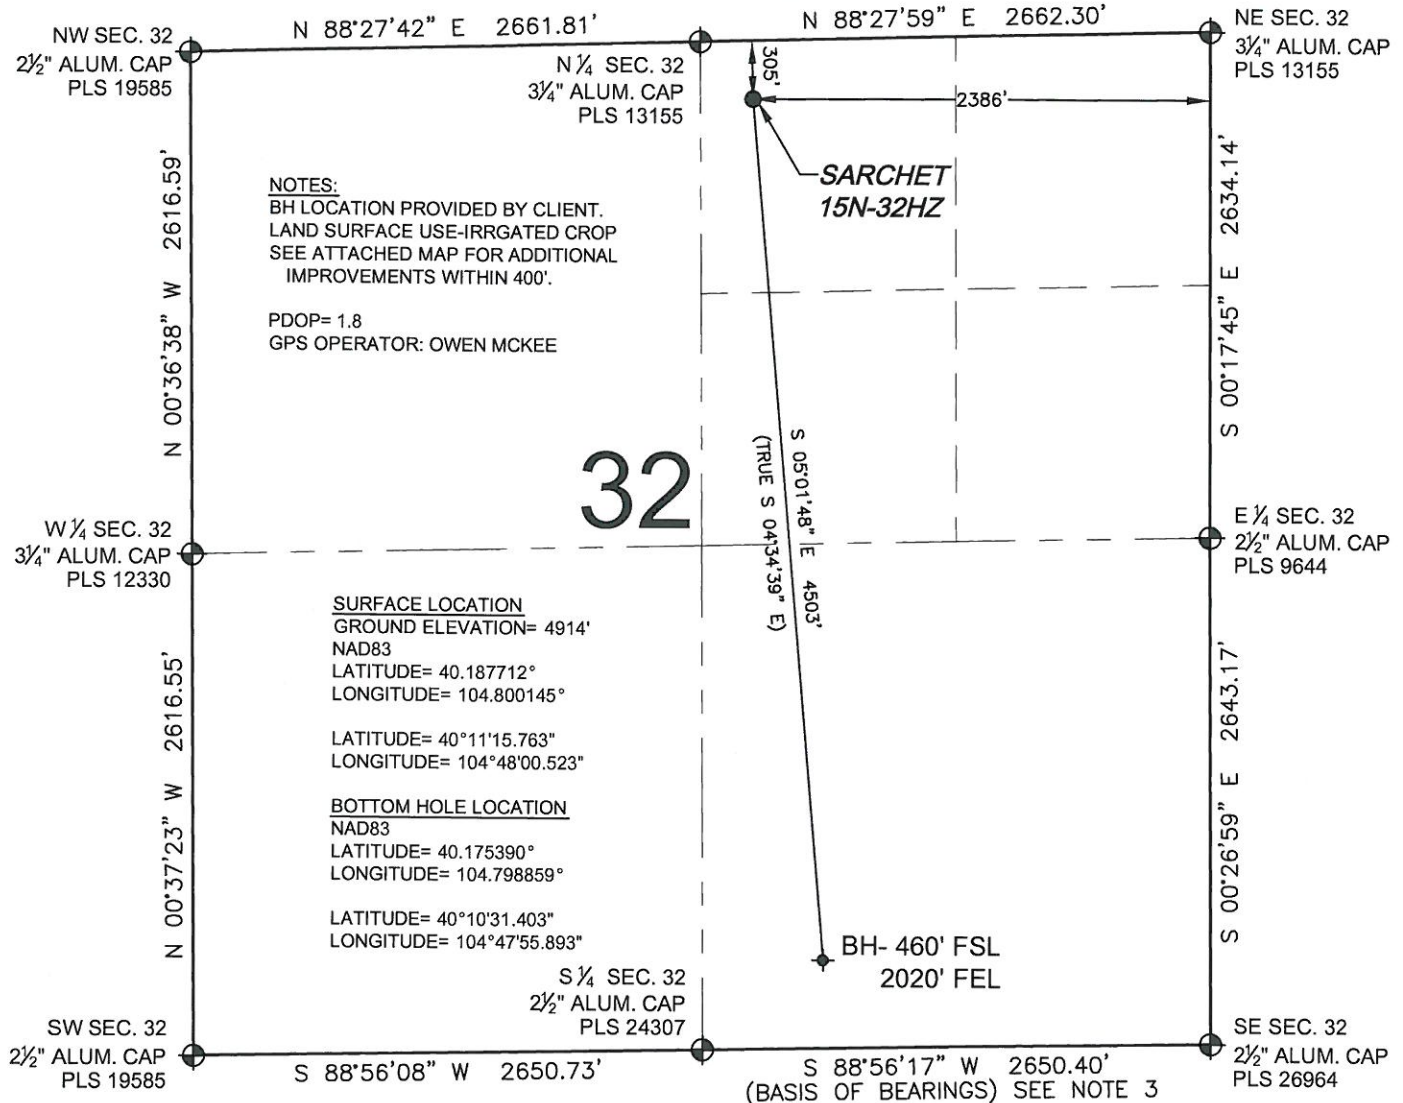 N 88°27'42" E 2661.81'
N 88°27'59" E 2662.30'
NW SEC. 32
2½" ALUM. CAP
PLS 19585
N ¼ SEC. 32
3¼" ALUM. CAP
PLS 13155
NE SEC. 32
3¼" ALUM. CAP
PLS 13155
305'
2386'
SARCHET
15N-32HZ
NOTES:
BH LOCATION PROVIDED BY CLIENT.
LAND SURFACE USE-IRRGATED CROP
SEE ATTACHED MAP FOR ADDITIONAL
IMPROVEMENTS WITHIN 400'.
PDOP= 1.8
GPS OPERATOR: OWEN MCKEE
N 00°36'38" W 2616.59'
S 00°17'45" E 2634.14'
32
S 05°01'48" E 4503'
(TRUE S 04°34'39" E)
W ¼ SEC. 32
3¼" ALUM. CAP
PLS 12330
E ¼ SEC. 32
2½" ALUM. CAP
PLS 9644
SURFACE LOCATION
GROUND ELEVATION= 4914'
NAD83
LATITUDE= 40.187712°
LONGITUDE= 104.800145°
LATITUDE= 40°11'15.763"
LONGITUDE= 104°48'00.523"
BOTTOM HOLE LOCATION
NAD83
LATITUDE= 40.175390°
LONGITUDE= 104.798859°
LATITUDE= 40°10'31.403"
LONGITUDE= 104°47'55.893"
N 00°37'23" W 2616.55'
S 00°26'59" E 2643.17'
BH- 460' FSL
2020' FEL
S ¼ SEC. 32
2½" ALUM. CAP
PLS 24307
SW SEC. 32
2½" ALUM. CAP
PLS 19585
SE SEC. 32
2½" ALUM. CAP
PLS 26964
S 88°56'08" W 2650.73'
S 88°56'17" W 2650.40'
(BASIS OF BEARINGS) SEE NOTE 3